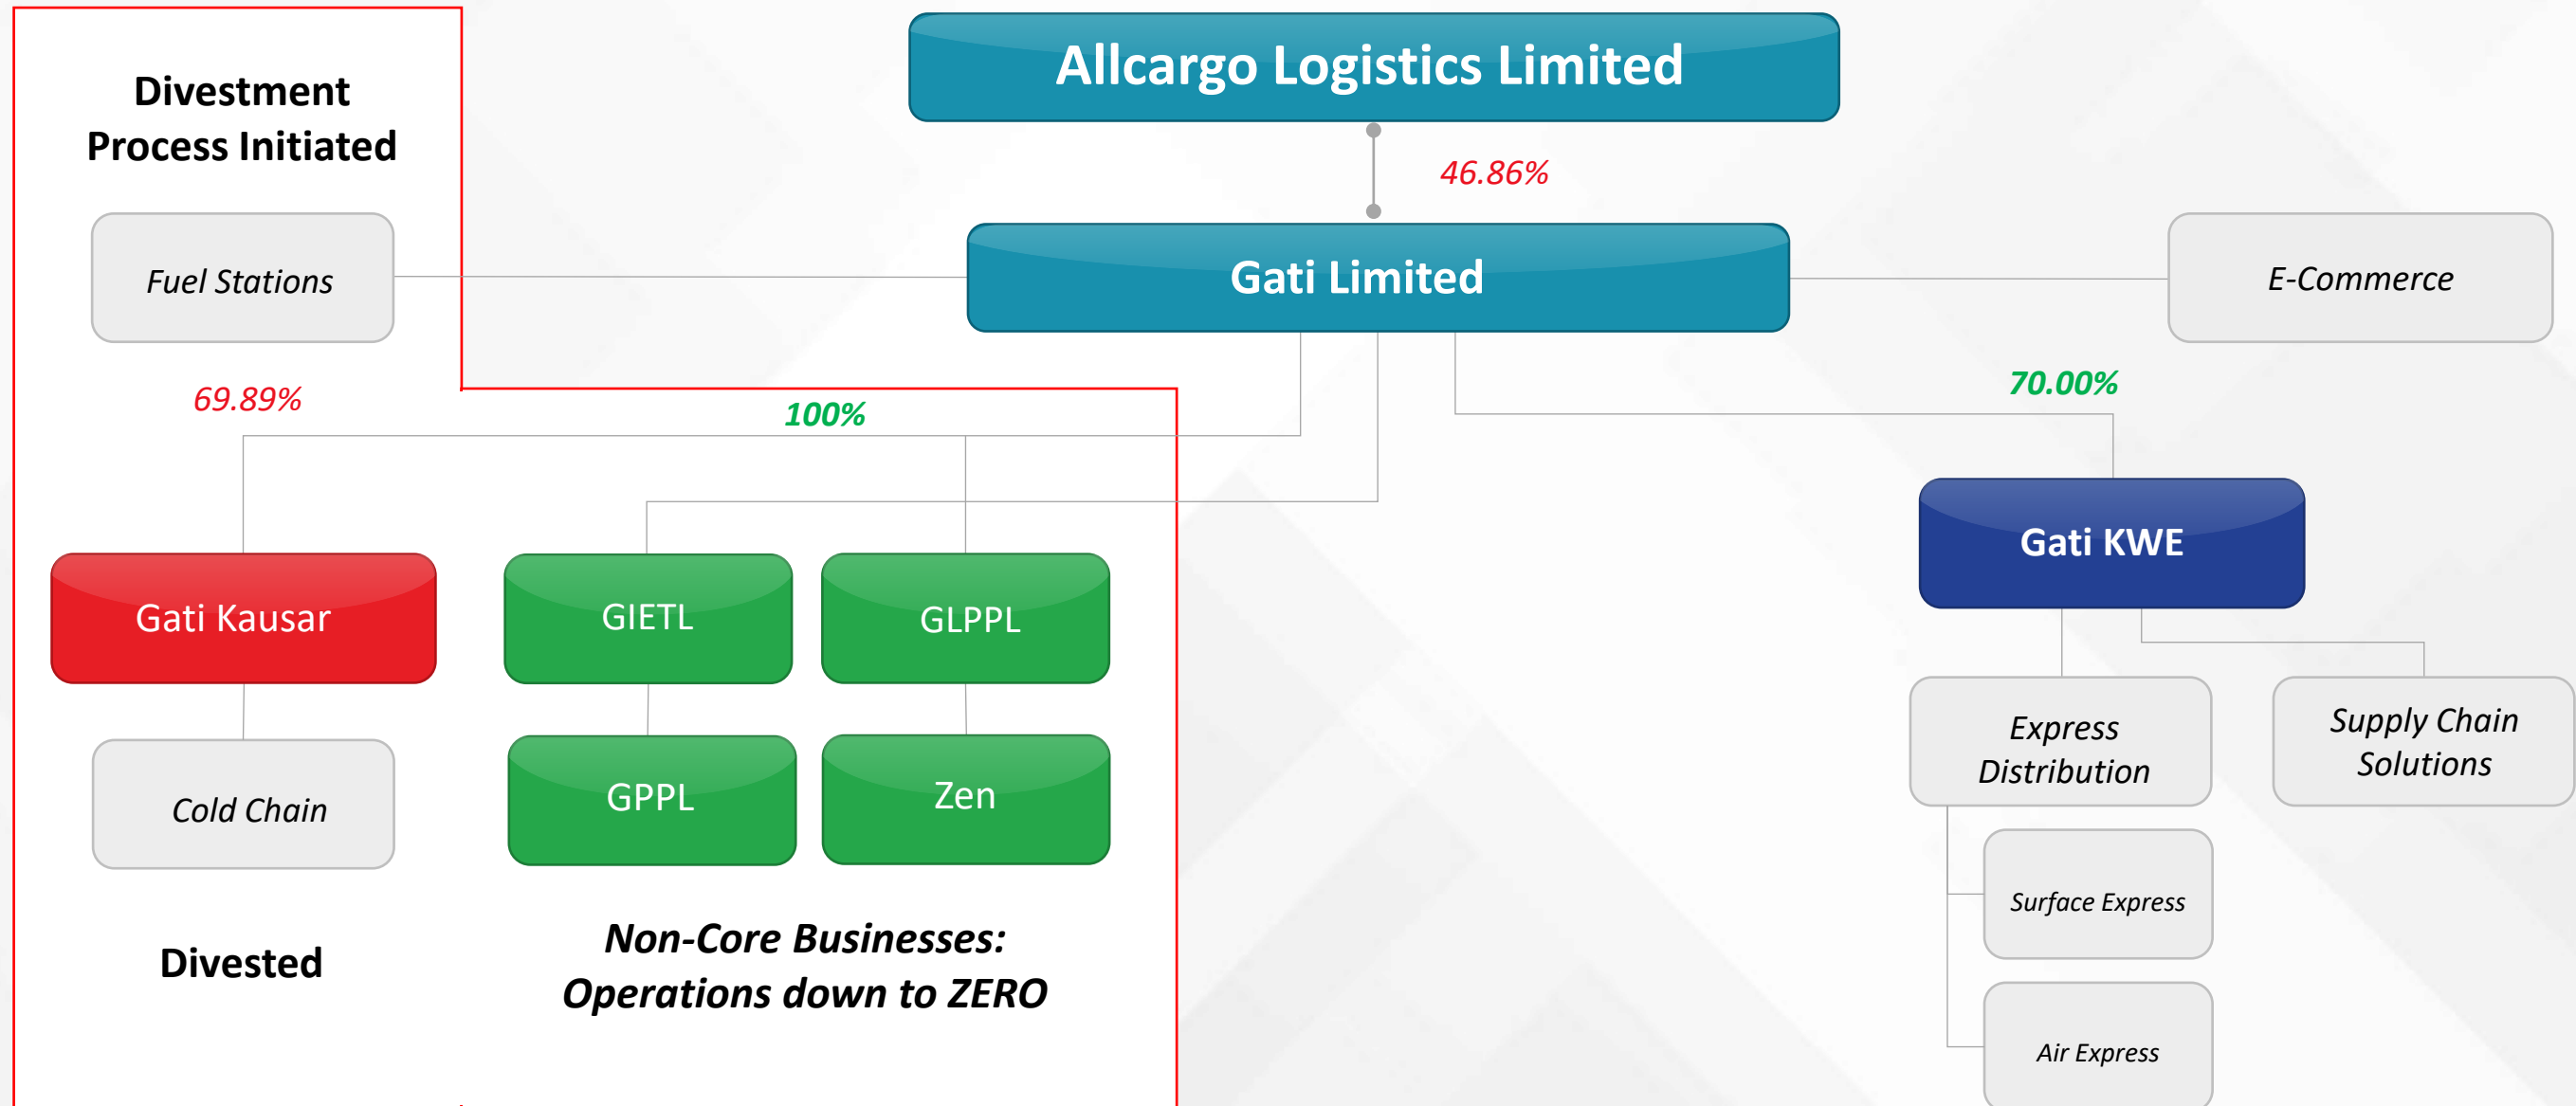 Allcargo Logistics Limited
Divestment
Process Initiated
46.86%
Fuel Stations
Gati Limited
E-Commerce
69.89%
100%
70.00%
Gati KWE
Gati Kausar
GIETL
GLPPL
Express
Distribution
Supply Chain
Solutions
Cold Chain
GPPL
Zen
Surface Express
Divested
Non-Core Businesses:
Operations down to ZERO
Air Express